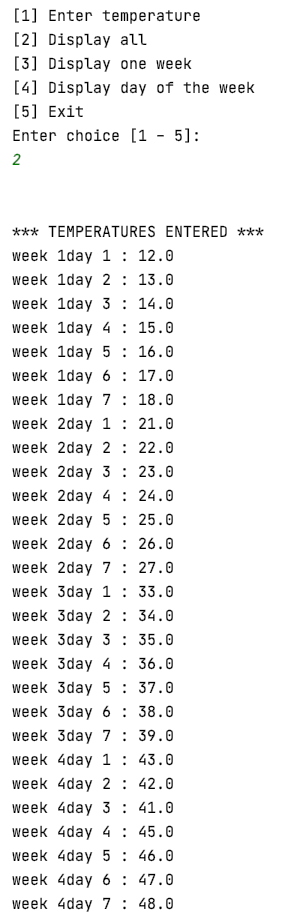 [1] Enter temperature
[2] Display all
[3] Display one week
[4] Display day of the week
[5] Exit
Enter choice [1 - 5]:
2
*** TEMPERATURES ENTERED ***
week 1day 1 : 12.0
week 1day 2 : 13.0
week 1day 3 : 14.0
week 1day 4 : 15.0
week 1day 5 : 16.0
week 1day 6 : 17.0
week 1day 7 : 18.0
week 2day 1 : 21.0
week 2day 2 : 22.0
week 2day 3 : 23.0
week 2day 4 : 24.0
week 2day 5 : 25.0
week 2day 6 : 26.0
week 2day 7 : 27.0
week 3day 1 : 33.0
week 3day 2 : 34.0
week 3day 3 : 35.0
week 3day 4 : 36.0
week 3day 5 : 37.0
week 3day 6 : 38.0
week 3day 7 : 39.0
week 4day 1 : 43.0
week 4day 2 : 42.0
week 4day 3 : 41.0
week 4day 4 : 45.0
week 4day 5 : 46.0
week 4day 6 : 47.0
week 4day 7 : 48.0